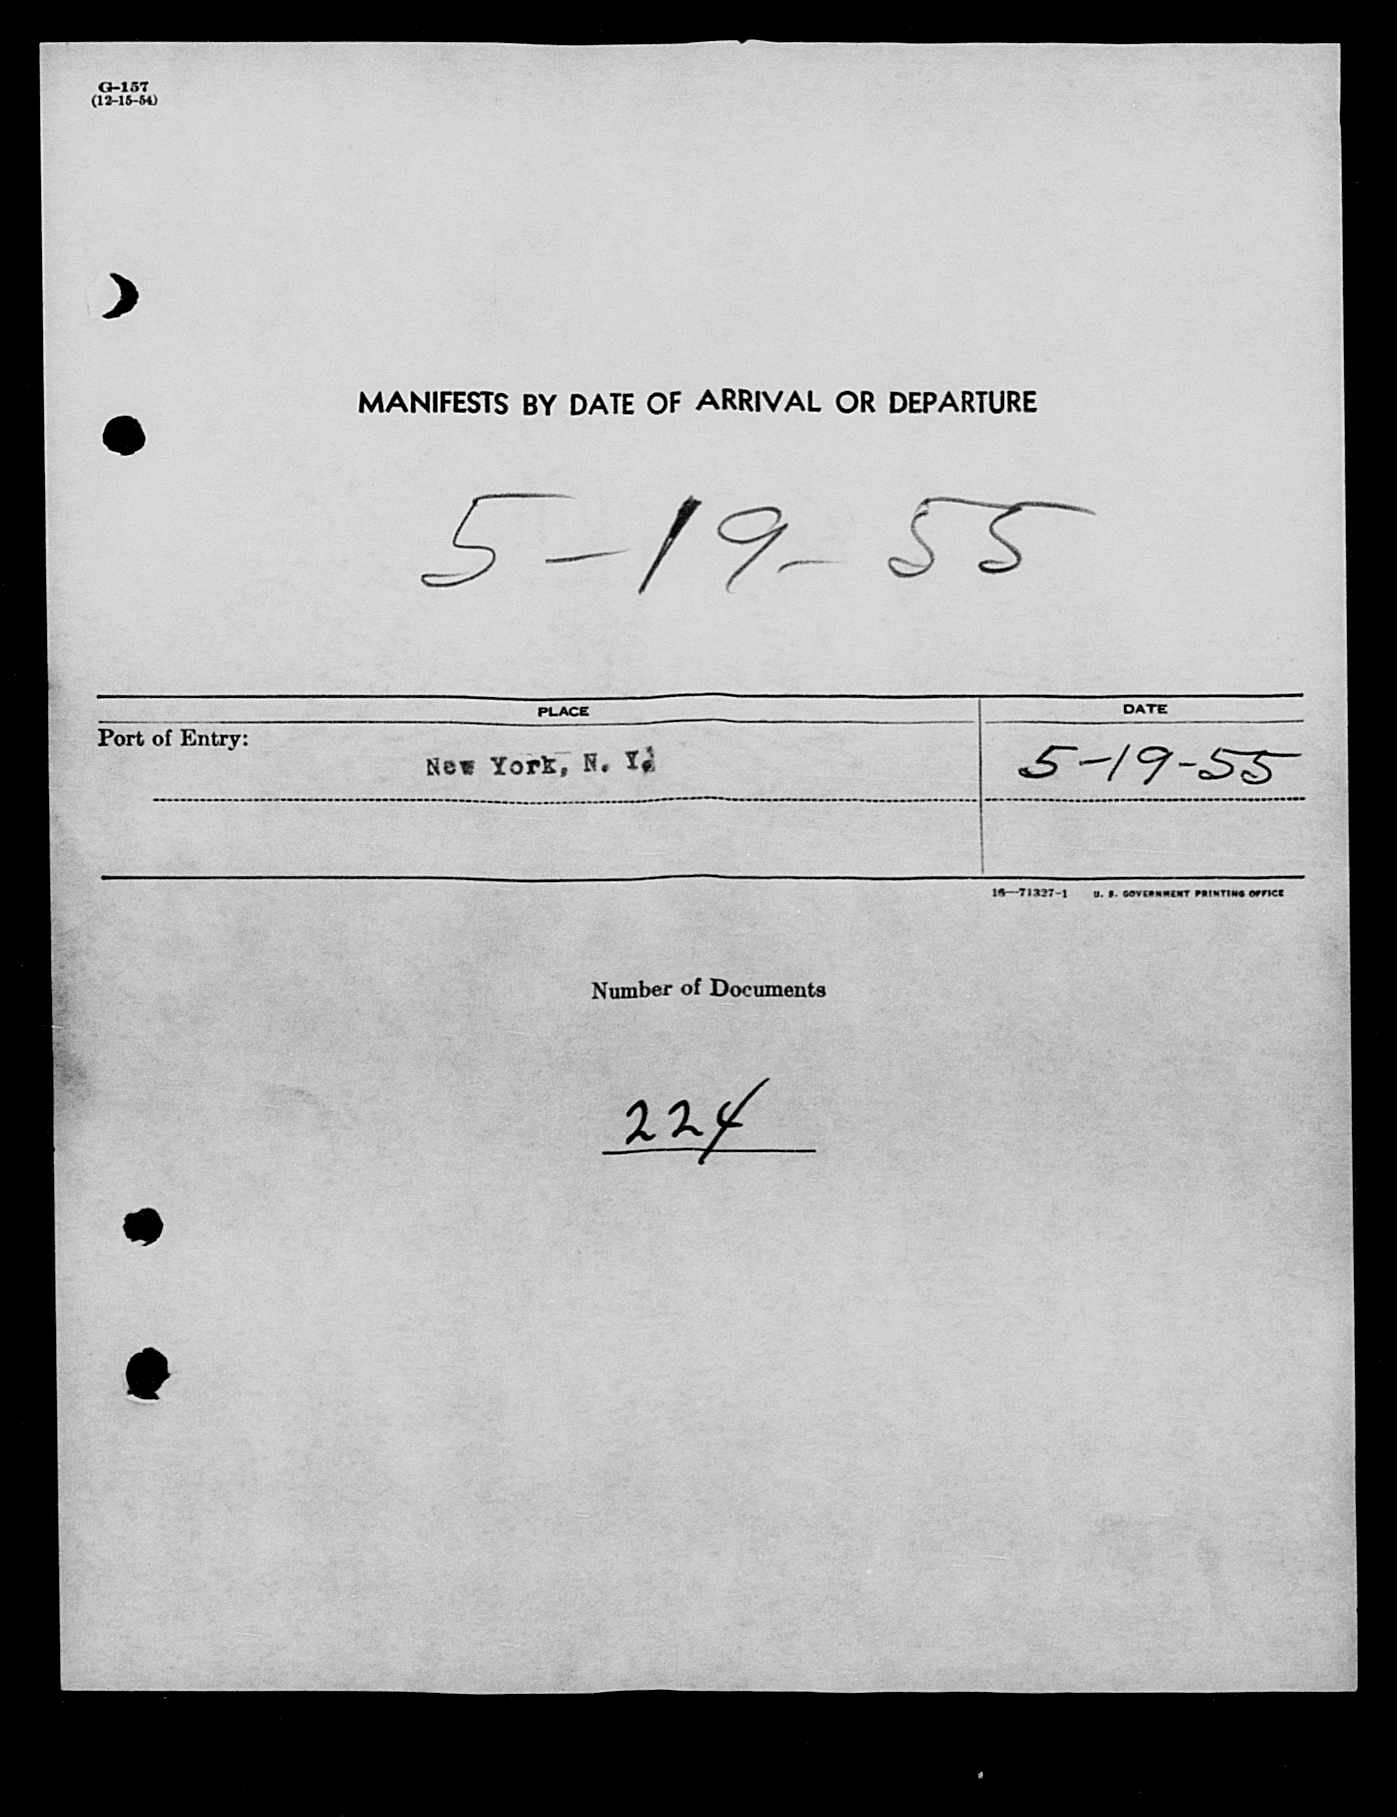 G-157
(12-15-54)
MANIFESTS BY DATE OF ARRIVAL OR DEPARTURE
5-19-55
PLACE DATE
Port of Entry:
New York, N. Y. 5-19-55
16—71327-1 U. S. GOVERNMENT PRINTING OFFICE
Number of Documents
224